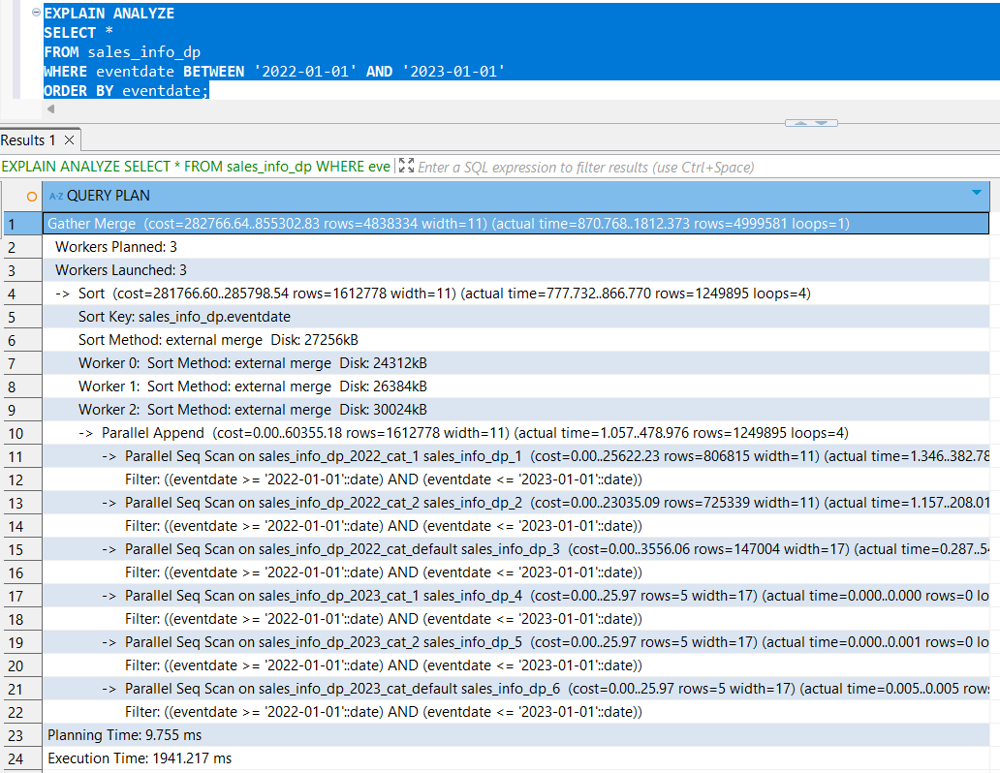 EXPLAIN ANALYZE
SELECT *
FROM sales_info_dp
WHERE eventdate BETWEEN '2022-01-01' AND '2023-01-01'
ORDER BY eventdate;
Results 1
EXPLAIN ANALYZE SELECT * FROM sales_info_dp WHERE eve Enter a SQL expression to filter results (use Ctrl+Space)
A-Z QUERY PLAN
1 Gather Merge (cost=282766.64..855302.83 rows=4838334 width=11) (actual time=870.768..1812.373 rows=4999581 loops=1)
2 Workers Planned: 3
3 Workers Launched: 3
4 -> Sort (cost=281766.60..285798.54 rows=1612778 width=11) (actual time=777.732..866.770 rows=1249895 loops=4)
5 Sort Key: sales_info_dp.eventdate
6 Sort Method: external merge Disk: 27256kB
7 Worker 0: Sort Method: external merge Disk: 24312kB
8 Worker 1: Sort Method: external merge Disk: 26384kB
9 Worker 2: Sort Method: external merge Disk: 30024kB
10 -> Parallel Append (cost=0.00..60355.18 rows=1612778 width=11) (actual time=1.057..478.976 rows=1249895 loops=4)
11 -> Parallel Seq Scan on sales_info_dp_2022_cat_1 sales_info_dp_1 (cost=0.00..25622.23 rows=806815 width=11) (actual time=1.346..382.78
12 Filter: ((eventdate >= '2022-01-01'::date) AND (eventdate <= '2023-01-01'::date))
13 -> Parallel Seq Scan on sales_info_dp_2022_cat_2 sales_info_dp_2 (cost=0.00..23035.09 rows=725339 width=11) (actual time=1.157..208.01
14 Filter: ((eventdate >= '2022-01-01'::date) AND (eventdate <= '2023-01-01'::date))
15 -> Parallel Seq Scan on sales_info_dp_2022_cat_default sales_info_dp_3 (cost=0.00..3556.06 rows=147004 width=17) (actual time=0.287..54
16 Filter: ((eventdate >= '2022-01-01'::date) AND (eventdate <= '2023-01-01'::date))
17 -> Parallel Seq Scan on sales_info_dp_2023_cat_1 sales_info_dp_4 (cost=0.00..25.97 rows=5 width=17) (actual time=0.000..0.000 rows=0 lo
18 Filter: ((eventdate >= '2022-01-01'::date) AND (eventdate <= '2023-01-01'::date))
19 -> Parallel Seq Scan on sales_info_dp_2023_cat_2 sales_info_dp_5 (cost=0.00..25.97 rows=5 width=17) (actual time=0.000..0.001 rows=0 lo
20 Filter: ((eventdate >= '2022-01-01'::date) AND (eventdate <= '2023-01-01'::date))
21 -> Parallel Seq Scan on sales_info_dp_2023_cat_default sales_info_dp_6 (cost=0.00..25.97 rows=5 width=17) (actual time=0.005..0.005 rows
22 Filter: ((eventdate >= '2022-01-01'::date) AND (eventdate <= '2023-01-01'::date))
23 Planning Time: 9.755 ms
24 Execution Time: 1941.217 ms